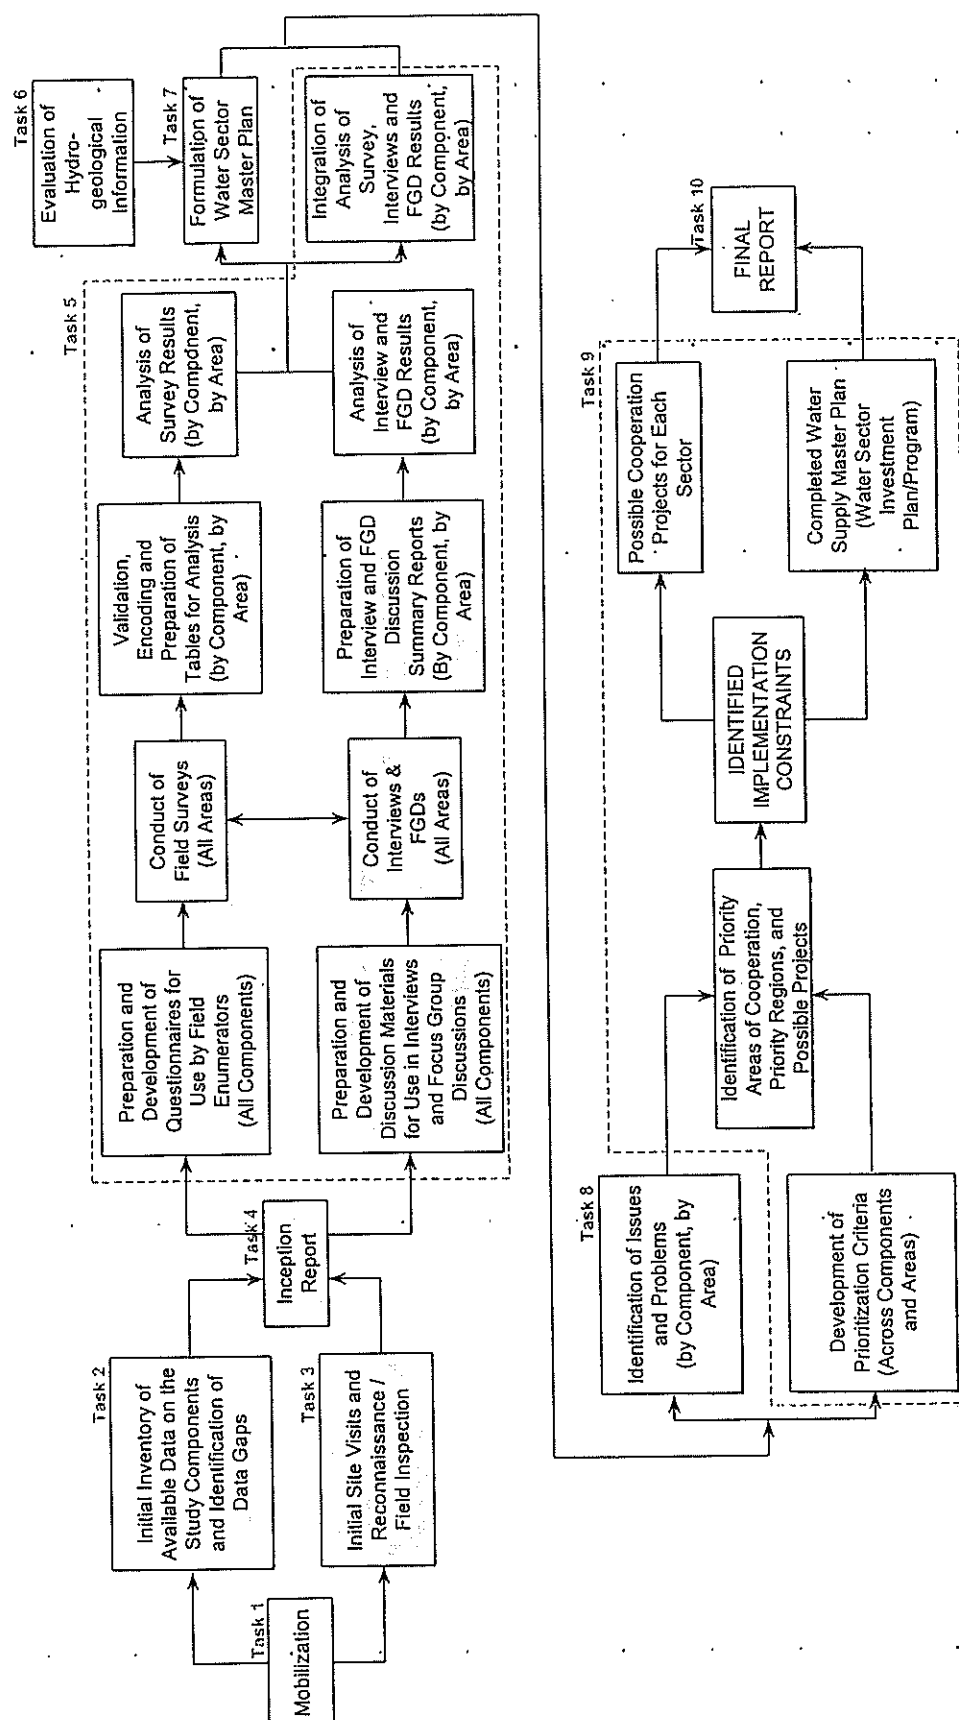 Task 1
Mobilization
Task 2
Initial Inventory of
Available Data on the
Study Components
and Identification of
Data Gaps
Task 3
Initial Site Visits and
Reconnaissance /
Field Inspection
Task 4
Inception
Report
Task 5
Preparation and
Development of
Questionnaires for
Use by Field
Enumerators
(All Components)
Preparation and
Development of
Discussion Materials
for Use in Interviews
and Focus Group
Discussions
(All Components)
Conduct of
Field Surveys
(All Areas)
Conduct of
Interviews &
FGDs
(All Areas)
Validation,
Encoding and
Preparation of
Tables for Analysis
(by Component, by
Area)
Preparation of
Interview and FGD
Discussion
Summary Reports
(By Component, by
Area)
Analysis of
Survey Results
(by Component,
by Area)
Analysis of
Interview and
FGD Results
(by Component,
by Area)
Task 6
Evaluation of
Hydro-
geological
Information
Task 7
Formulation of
Water Sector
Master Plan
Integration of
Analysis of
Survey,
Interviews and
FGD Results
(by Component,
by Area)
Task 8
Identification of Issues
and Problems
(by Component, by
Area)
Development of
Prioritization Criteria
(Across Components
and Areas)
Task 9
Identification of Priority
Areas of Cooperation,
Priority Regions, and
Possible Projects
IDENTIFIED
IMPLEMENTATION
CONSTRAINTS
Possible Cooperation
Projects for Each
Sector
Completed Water
Supply Master Plan
(Water Sector
Investment
Plan/Program)
Task 10
FINAL
REPORT